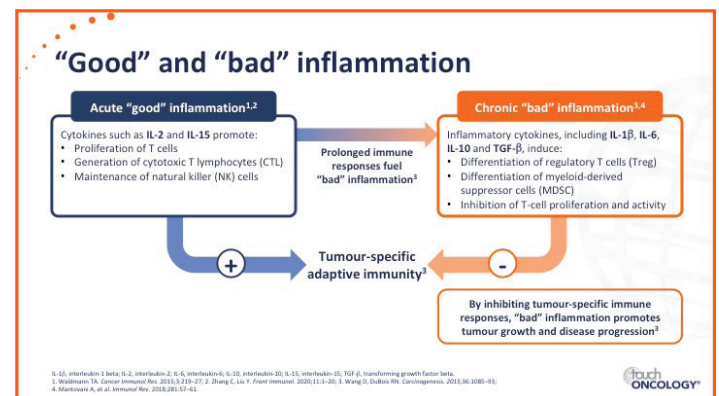 “Good” and “bad” inflammation
Acute “good” inflammation1,2
Cytokines such as IL-2 and IL-15 promote:
• Proliferation of T cells
• Generation of cytotoxic T lymphocytes (CTL)
• Maintenance of natural killer (NK) cells
Prolonged immune
responses fuel
“bad” inflammation3
Chronic “bad” inflammation3,4
Inflammatory cytokines, including IL-1β, IL-6,
IL-10 and TGF-β, induce:
• Differentiation of regulatory T cells (Treg)
• Differentiation of myeloid-derived
suppressor cells (MDSC)
• Inhibition of T-cell proliferation and activity
+
Tumour-specific
adaptive immunity3
-
By inhibiting tumour-specific immune
responses, “bad” inflammation promotes
tumour growth and disease progression3
IL-1β, interleukin-1 beta; IL-2, interleukin-2; IL-6, interleukin-6; IL-10, interleukin-10; IL-15, interleukin-15; TGF-β, transforming growth factor beta.
1. Waldmann TA. Cancer Immunol Res. 2015;3:219–27; 2. Zhang C, Liu Y. Front Immunol. 2020;11:1–20; 3. Wang D, DuBois RN. Carcinogenesis. 2015;36:1085–93;
4. Mantovani A, et al. Immunol Rev. 2018;281:57–61.
touch
ONCOLOGY®